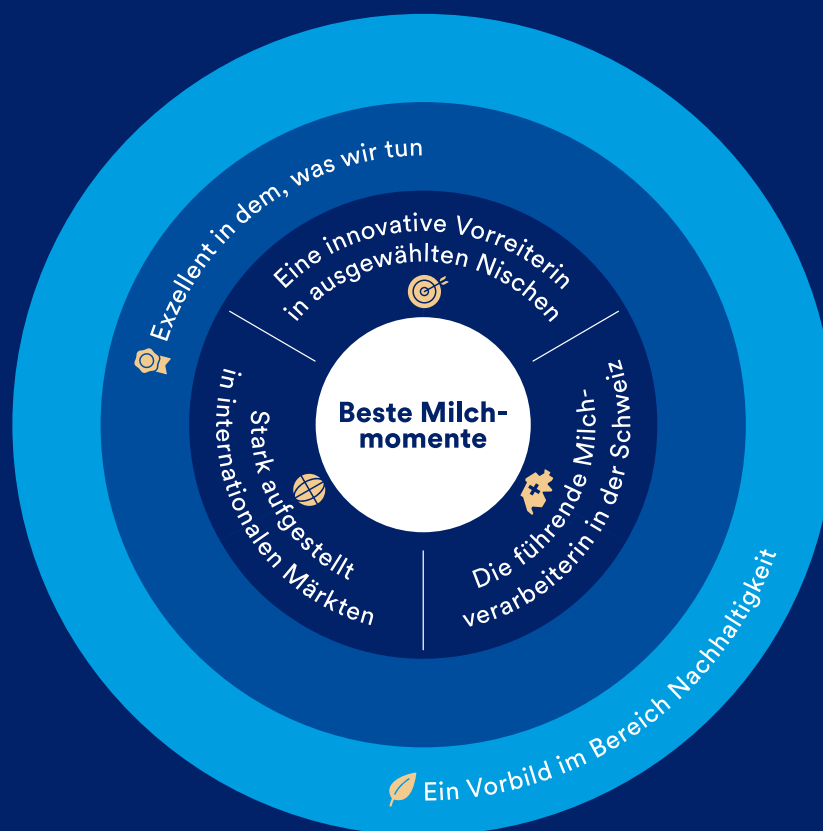 Exzellent in dem, was wir tun
Eine innovative Vorreiterin
in ausgewählten Nischen
Beste Milch-
momente
Stark aufgestellt
in internationalen Märkten
Die führende Milch-
verarbeiterin in der Schweiz
Ein Vorbild im Bereich Nachhaltigkeit